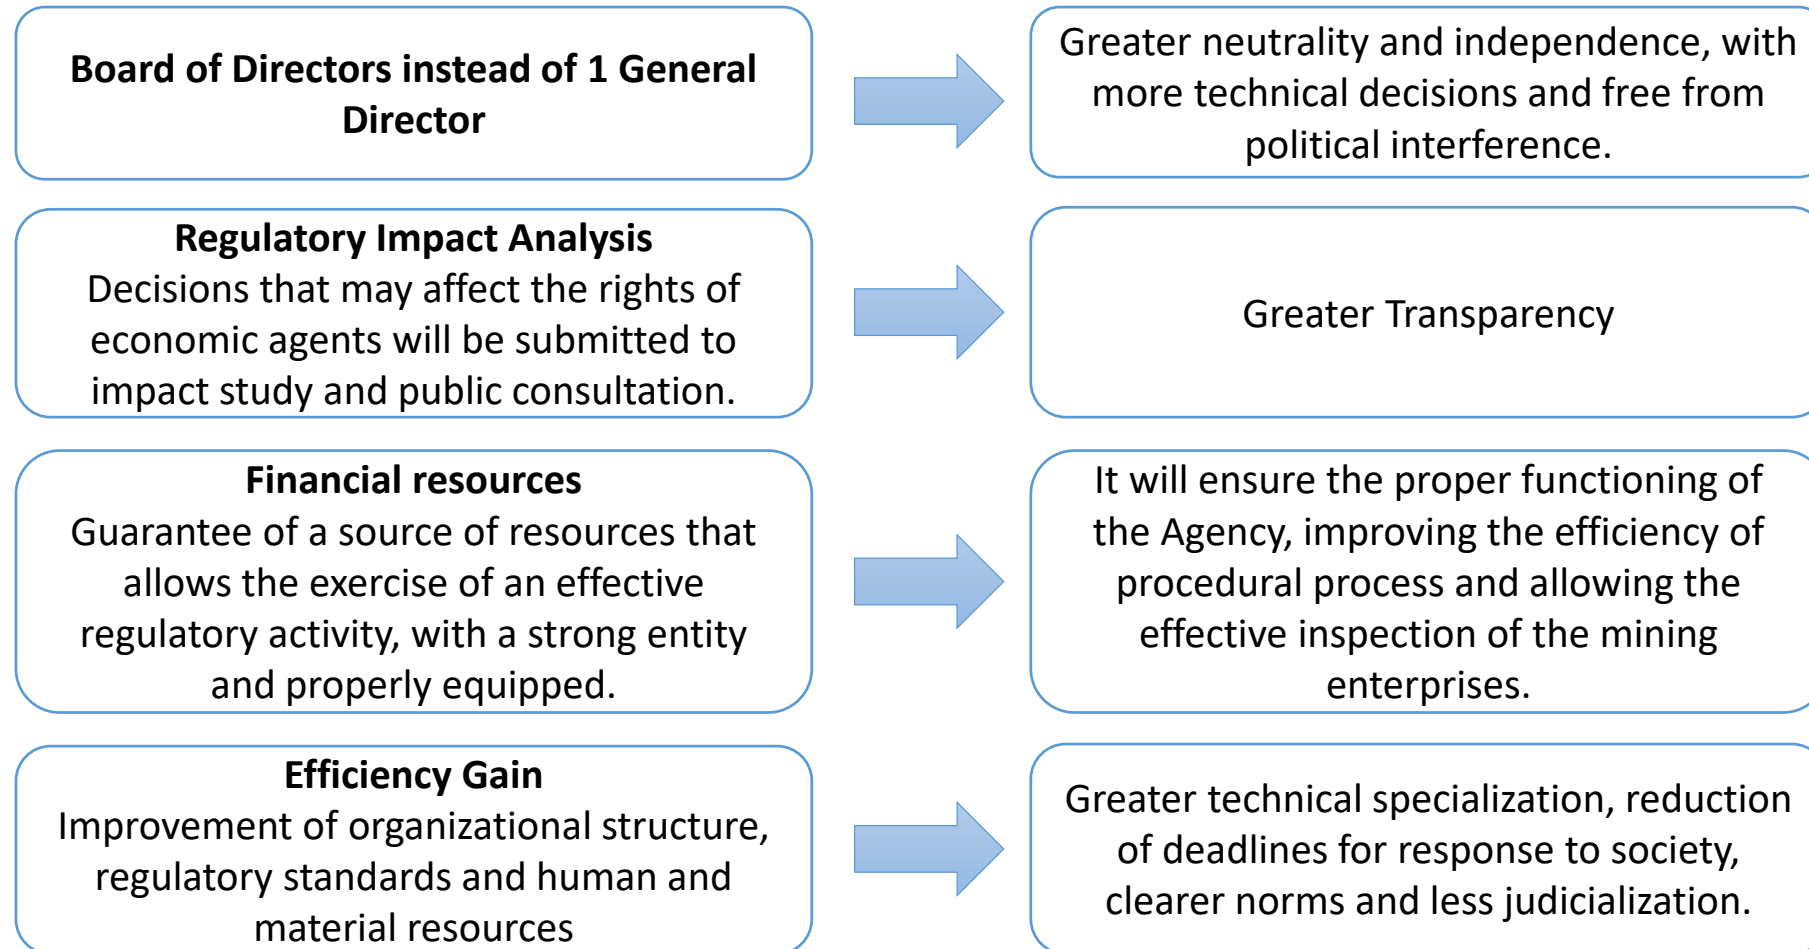 Board of Directors instead of 1 General
Director
Greater neutrality and independence, with
more technical decisions and free from
political interference.
Regulatory Impact Analysis
Decisions that may affect the rights of
economic agents will be submitted to
impact study and public consultation.
Greater Transparency
Financial resources
Guarantee of a source of resources that
allows the exercise of an effective
regulatory activity, with a strong entity
and properly equipped.
It will ensure the proper functioning of
the Agency, improving the efficiency of
procedural process and allowing the
effective inspection of the mining
enterprises.
Efficiency Gain
Improvement of organizational structure,
regulatory standards and human and
material resources
Greater technical specialization, reduction
of deadlines for response to society,
clearer norms and less judicialization.